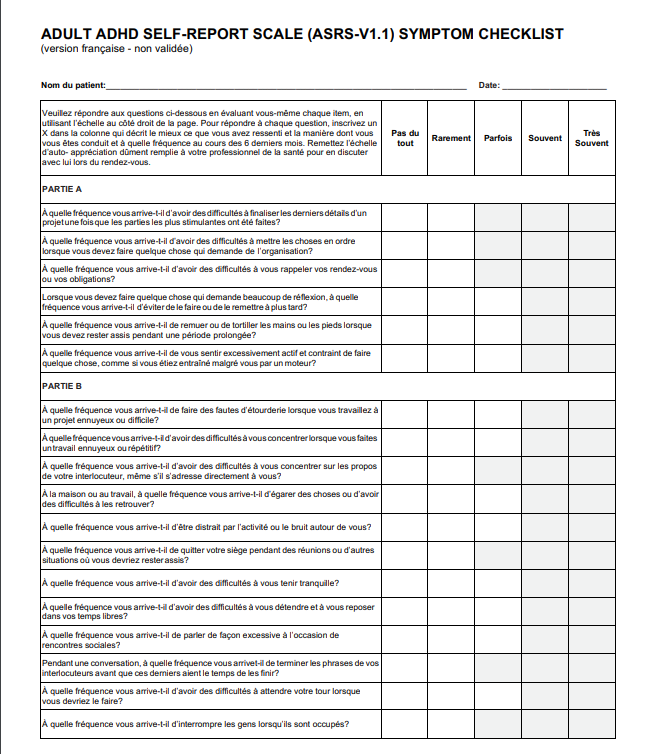 ADULT ADHD SELF-REPORT SCALE (ASRS-V1.1) SYMPTOM CHECKLIST
(version française - non validée)
Nom du patient: Date:
Veuillez répondre aux questions ci-dessous en évaluant vous-même chaque item, en
utilisant l'échelle au côté droit de la page. Pour répondre à chaque question, inscrivez un
X dans la colonne qui décrit le mieux ce que vous avez ressenti et la manière dont vous
vous êtes conduit et à quelle fréquence au cours des 6 derniers mois. Remettez l'échelle
d'auto- appréciation dûment remplie à votre professionnel de la santé pour en discuter
avec lui lors du rendez-vous.
Pas du
tout
Rarement
Parfois
Souvent
Très
Souvent
PARTIE A
À quelle fréquence vous arrive-t-il d'avoir des difficultés à finaliser les derniers détails d'un
projet une fois que les parties les plus stimulantes ont été faites?
À quelle fréquence vous arrive-t-il d'avoir des difficultés à mettre les choses en ordre
lorsque vous devez faire quelque chose qui demande de l'organisation?
À quelle fréquence vous arrive-t-il d'avoir des difficultés à vous rappeler vos rendez-vous
ou vos obligations?
Lorsque vous devez faire quelque chose qui demande beaucoup de réflexion, à quelle
fréquence vous arrive-t-il d'éviter de le faire ou de le remettre à plus tard?
À quelle fréquence vous arrive-t-il de remuer ou de tortiller les mains ou les pieds lorsque
vous devez rester assis pendant une période prolongée?
À quelle fréquence vous arrive-t-il de vous sentir excessivement actif et contraint de faire
quelque chose, comme si vous étiez entraîné malgré vous par un moteur?
PARTIE B
À quelle fréquence vous arrive-t-il de faire des fautes d'étourderie lorsque vous travaillez à
un projet ennuyeux ou difficile?
À quelle fréquence vous arrive-t-il d'avoir des difficultés à vous concentrer lorsque vous faites
un travail ennuyeux ou répétitif?
À quelle fréquence vous arrive-t-il d'avoir des difficultés à vous concentrer sur les propos
de votre interlocuteur, même s'il s'adresse directement à vous?
À la maison ou au travail, à quelle fréquence vous arrive-t-il d'égarer des choses ou d'avoir
des difficultés à les retrouver?
À quelle fréquence vous arrive-t-il d'être distrait par l'activité ou le bruit autour de vous?
À quelle fréquence vous arrive-t-il de quitter votre siège pendant des réunions ou d'autres
situations où vous devriez rester assis?
À quelle fréquence vous arrive-t-il d'avoir des difficultés à vous tenir tranquille?
À quelle fréquence vous arrive-t-il d'avoir des difficultés à vous détendre et à vous reposer
dans vos temps libres?
À quelle fréquence vous arrive-t-il de parler de façon excessive à l'occasion de
rencontres sociales?
Pendant une conversation, à quelle fréquence vous arrivet-il de terminer les phrases de vos
interlocuteurs avant que ces derniers aient le temps de les finir?
À quelle fréquence vous arrive-t-il d'avoir des difficultés à attendre votre tour lorsque
vous devriez le faire?
À quelle fréquence vous arrive-t-il d'interrompre les gens lorsqu'ils sont occupés?